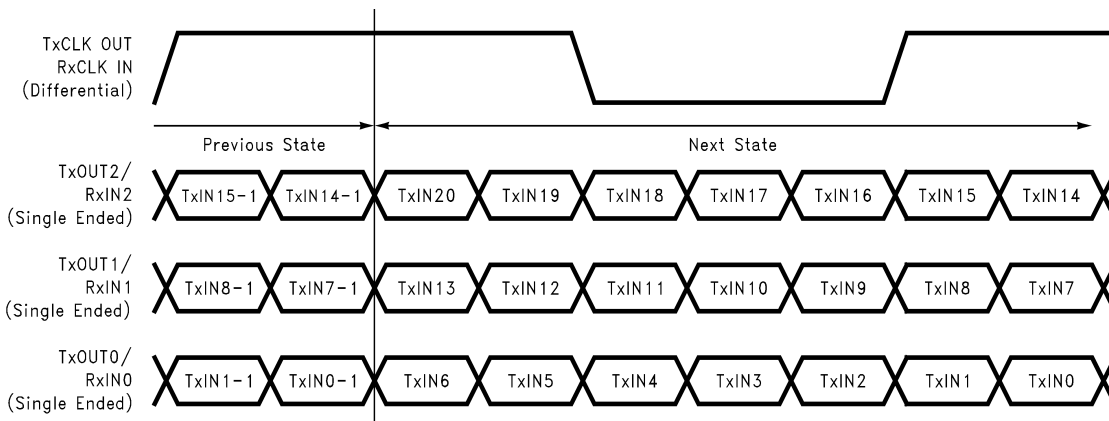 TxCLK OUT
RxCLK IN
(Differential)
Previous State
Next State
TxOUT2/
RxIN2
(Single Ended)
TxIN15-1 TxIN14-1 TxIN20 TxIN19 TxIN18 TxIN17 TxIN16 TxIN15 TxIN14
TxOUT1/
RxIN1
(Single Ended)
TxIN8-1 TxIN7-1 TxIN13 TxIN12 TxIN11 TxIN10 TxIN9 TxIN8 TxIN7
TxOUT0/
RxIN0
(Single Ended)
TxIN1-1 TxIN0-1 TxIN6 TxIN5 TxIN4 TxIN3 TxIN2 TxIN1 TxIN0